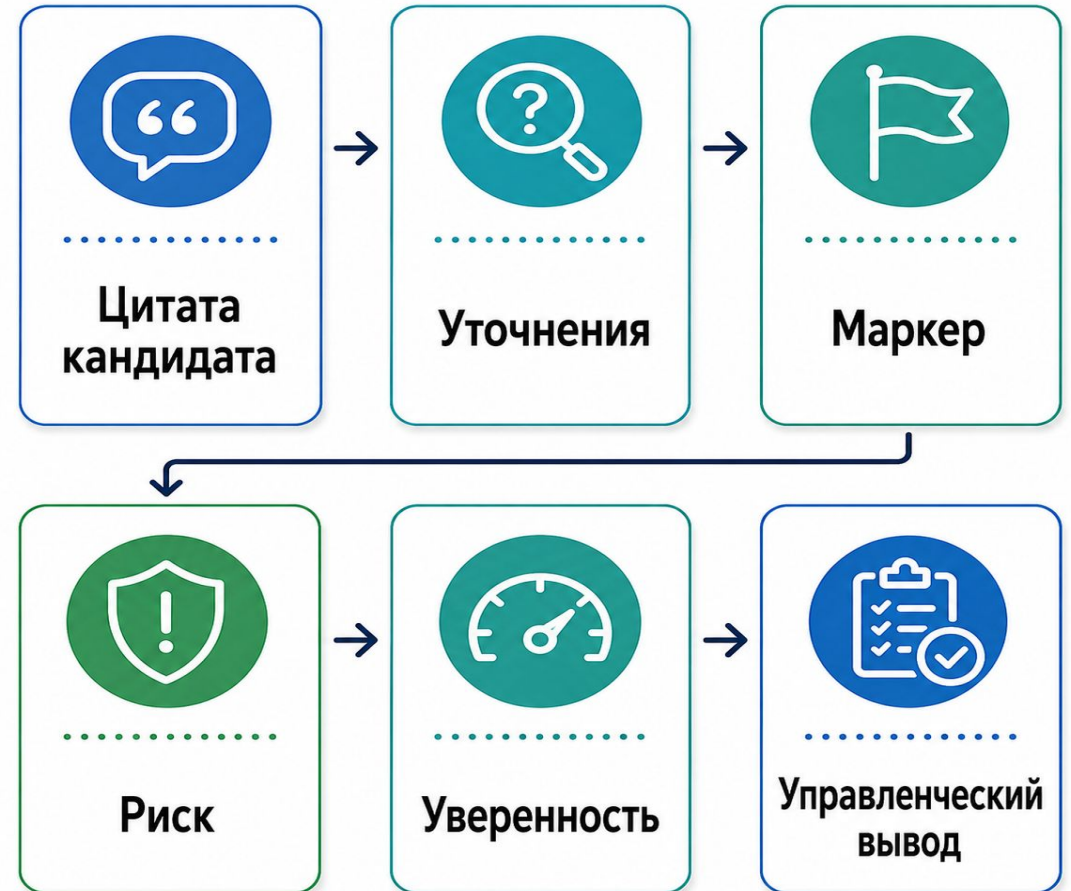 Цитата
кандидата
Уточнения
Маркер
Риск
Уверенность
Управленческий
вывод